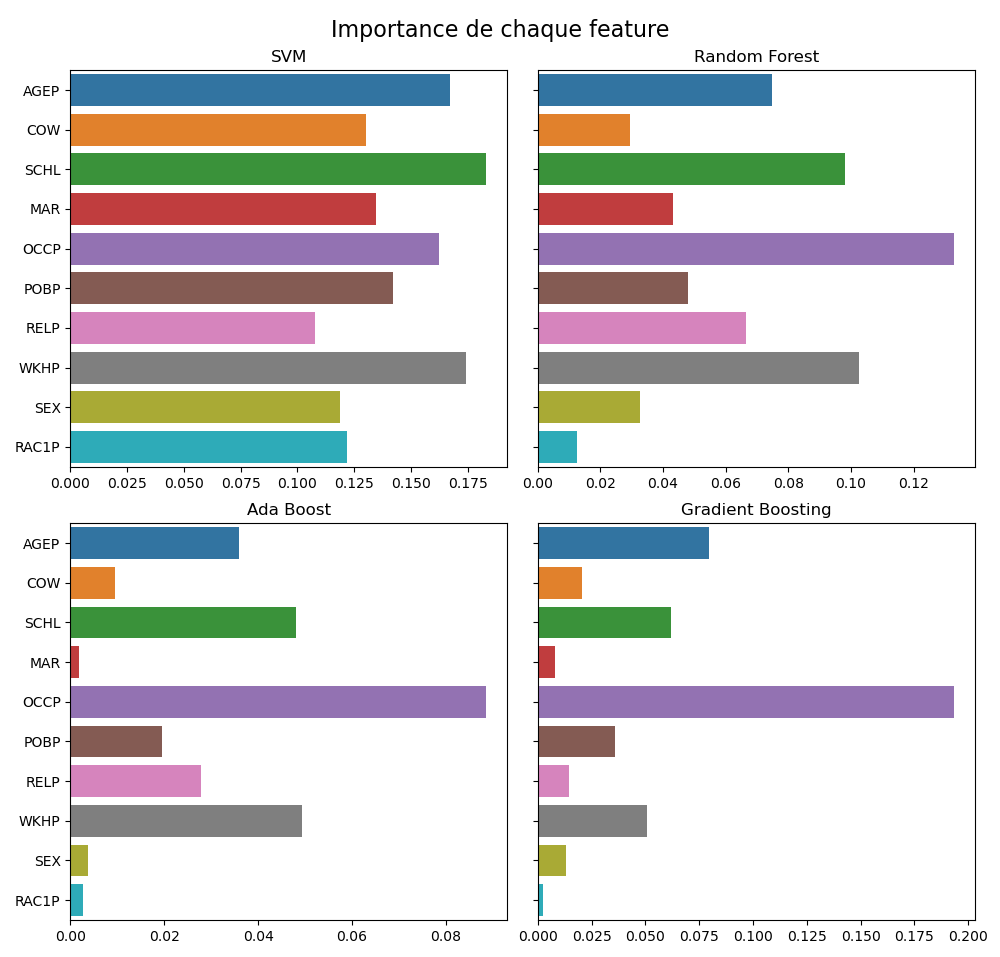 Importance de chaque feature
SVM
AGEP
COW
SCHL
MAR
OCCP
POBP
RELP
WKHP
SEX
RAC1P
0.000 0.025 0.050 0.075 0.100 0.125 0.150 0.175
Random Forest
0.00 0.02 0.04 0.06 0.08 0.10 0.12
Ada Boost
AGEP
COW
SCHL
MAR
OCCP
POBP
RELP
WKHP
SEX
RAC1P
0.00 0.02 0.04 0.06 0.08
Gradient Boosting
0.000 0.025 0.050 0.075 0.100 0.125 0.150 0.175 0.200